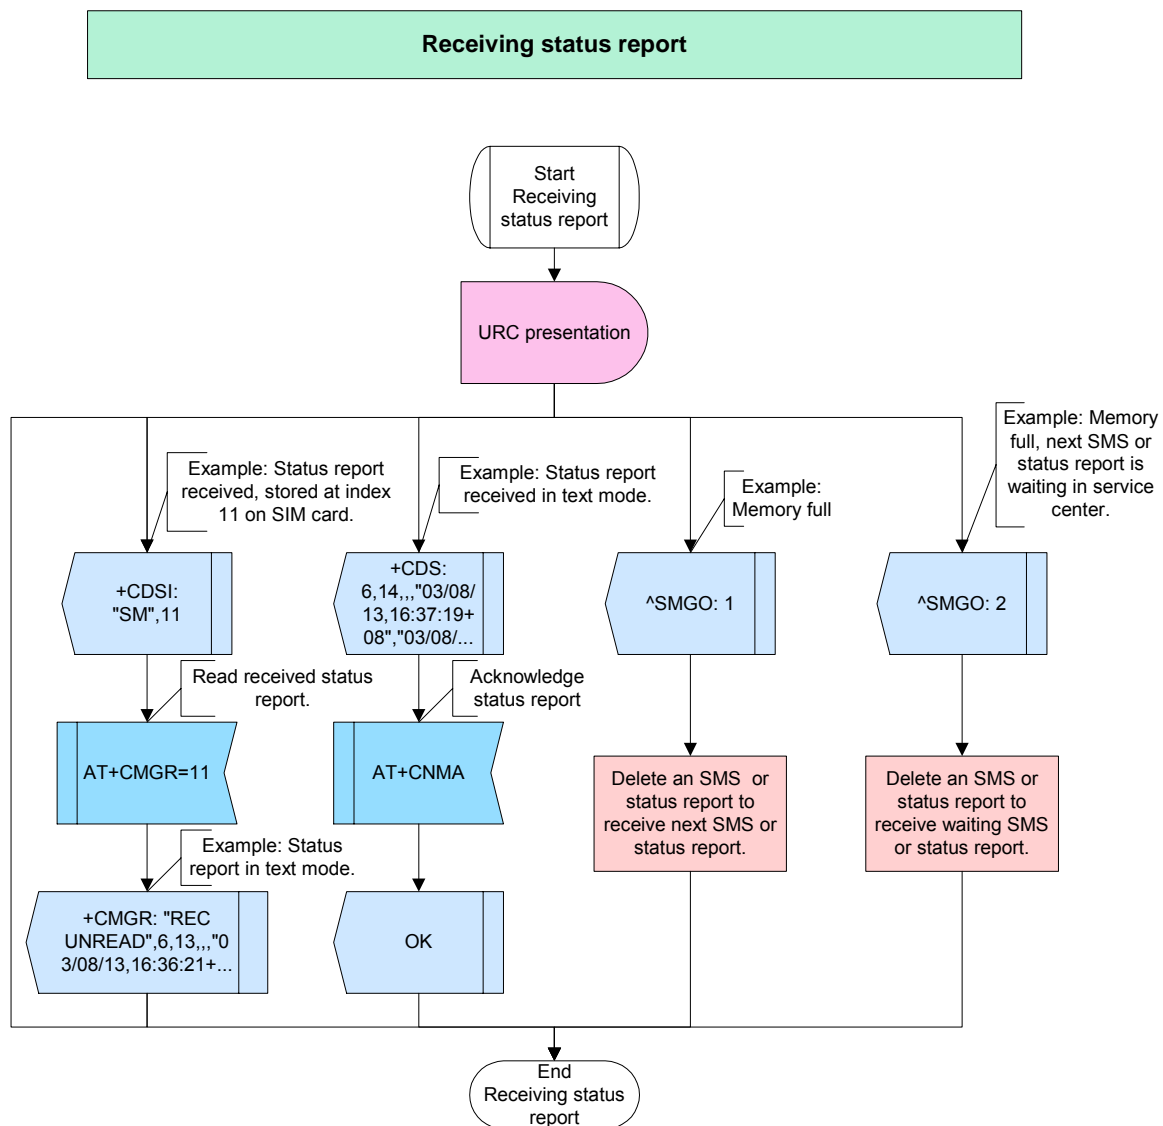 Receiving status report
Start
Receiving
status report
URC presentation
Example: Status report
received, stored at index
11 on SIM card.
Example: Status report
received in text mode.
Example:
Memory full
Example: Memory
full, next SMS or
status report is
waiting in service
center.
+CDSI:
"SM",11
+CDS:
6,14,,,"03/08/
13,16:37:19+
08","03/08/...
^SMGO: 1
^SMGO: 2
Read received status
report.
Acknowledge
status report
AT+CMGR=11
AT+CNMA
Delete an SMS or
status report to
receive next SMS or
status report.
Delete an SMS or
status report to
receive waiting SMS
or status report.
Example: Status
report in text mode.
+CMGR: "REC
UNREAD",6,13,,,"0
3/08/13,16:36:21+...
OK
End
Receiving status
report